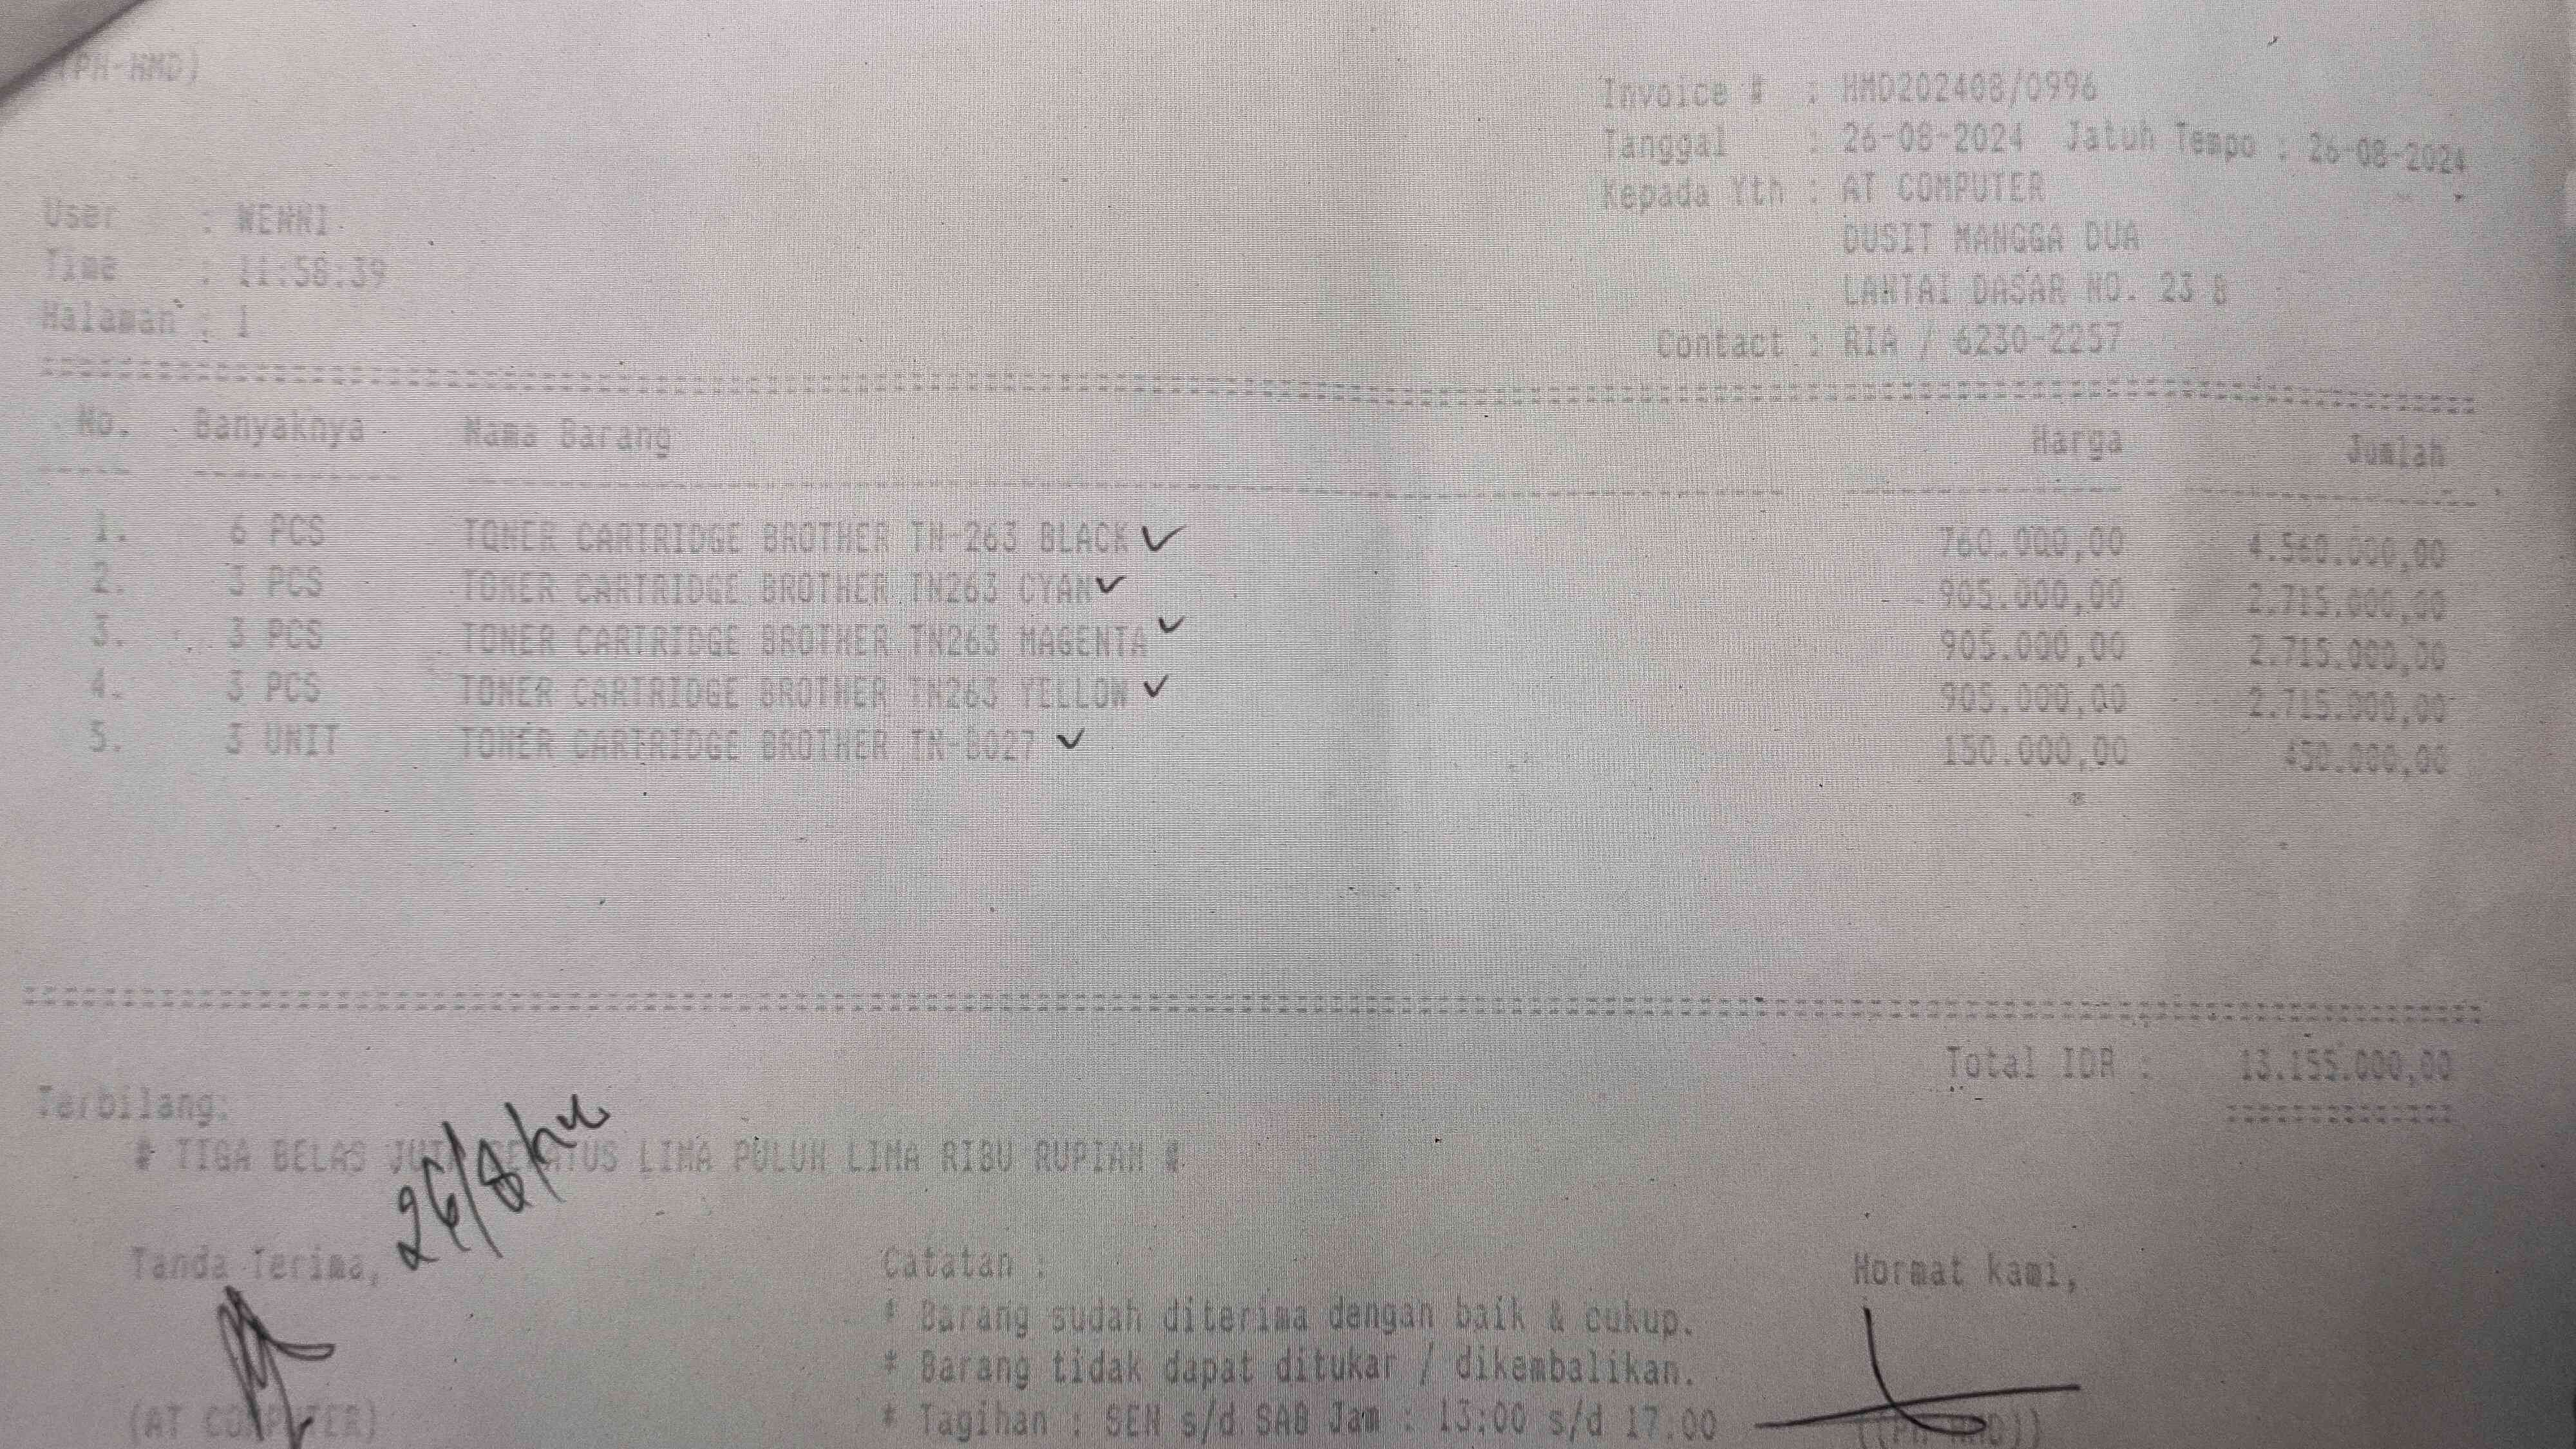 (PH-HMD)
Invoice # : HMD202408/0996
Tanggal : 26-08-2024 Jatuh Tempo : 26-08-2024
Kepada Yth : AT COMPUTER
User : WENNI
DUSIT MANGGA DUA
Time : 11:58:39
LANTAI DASAR NO. 23 B
Halaman : 1
Contact : RIA / 6230-2257
No. Banyaknya Nama Barang Harga Jumlah
1. 6 PCS TONER CARTRIDGE BROTHER TN-263 BLACK ✓ 760.000,00 4.560.000,00
2. 3 PCS TONER CARTRIDGE BROTHER TN263 CYAN ✓ 905.000,00 2.715.000,00
3. 3 PCS TONER CARTRIDGE BROTHER TN263 MAGENTA ✓ 905.000,00 2.715.000,00
4. 3 PCS TONER CARTRIDGE BROTHER TN263 YELLOW ✓ 905.000,00 2.715.000,00
5. 3 UNIT TONER CARTRIDGE BROTHER TN-B027 ✓ 150.000,00 450.000,00
Total IDR : 13.155.000,00
Terbilang:
# TIGA BELAS JUTA SERATUS LIMA PULUH LIMA RIBU RUPIAH #
26/8/24
Tanda Terima, Catatan : Hormat kami,
* Barang sudah diterima dengan baik & cukup.
* Barang tidak dapat ditukar / dikembalikan.
(AT COMPUTER) * Tagihan : SEN s/d SAB Jam : 13:00 s/d 17.00 ((PH-HMD))